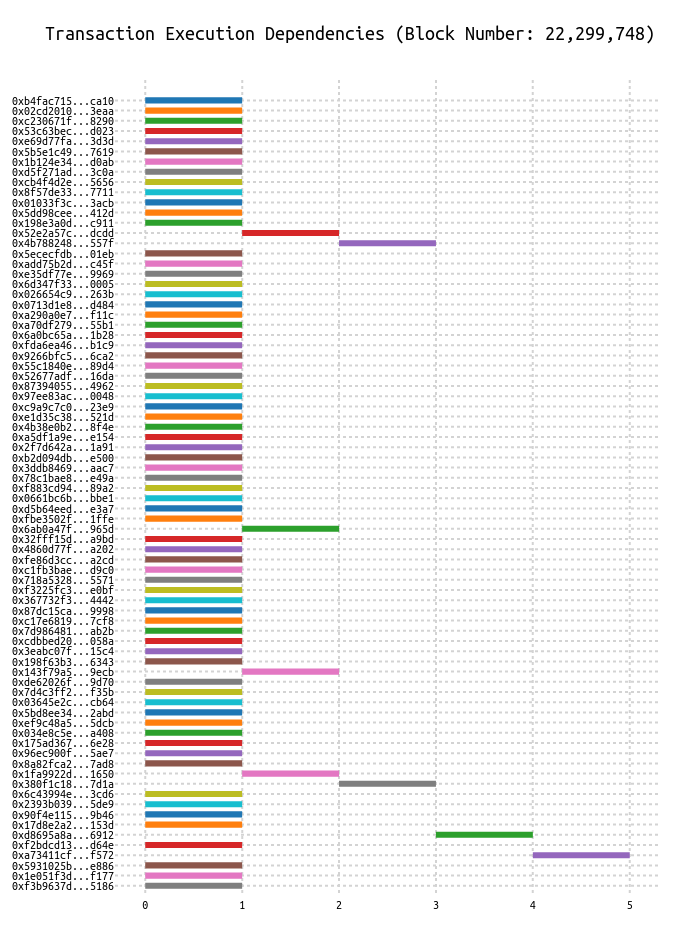 Transaction Execution Dependencies (Block Number: 22,299,748)
0xb4fac715...ca10
0x02cd2010...3eaa
0xc230671f...8290
0x53c63bec...d023
0xe69d77fa...3d3d
0x5b5e1c49...7619
0x1b124e34...d0ab
0xd5f271ad...3c0a
0xcb4f4d2e...5656
0x8f57de33...7711
0x01033f3c...3acb
0x5dd98cee...412d
0x198e3a0d...c911
0x52e2a57c...dcdd
0x4b788248...557f
0x5ececfdb...01eb
0xadd75b2d...c45f
0xe35df77e...9969
0x6d347f33...0005
0x026654c9...263b
0x0713d1e8...d484
0xa290a0e7...f11c
0xa70df279...55b1
0x6a0bc65a...1b28
0xfda6ea46...b1c9
0x9266bfc5...6ca2
0x55c1840e...89d4
0x52677adf...16da
0x87394055...4962
0x97ee83ac...0048
0xc9a9c7c0...23e9
0xe1d35c38...521d
0x4b38e0b2...8f4e
0xa5df1a9e...e154
0x2f7d642a...1a91
0xb2d094db...e500
0x3ddb8469...aac7
0x78c1bae8...e49a
0xf883cd94...89a2
0x0661bc6b...bbe1
0xd5b64eed...e3a7
0xfbe3502f...1ffe
0x6ab0a47f...965d
0x32fff15d...a9bd
0x4860d77f...a202
0xfe86d3cc...a2cd
0xc1fb3bae...d9c0
0x718a5328...5571
0xf3225fc3...e0bf
0x367732f3...4442
0x87dc15ca...9998
0xc17e6819...7cf8
0x7d986481...ab2b
0xcdbbed20...058a
0x3eabc07f...15c4
0x198f63b3...6343
0x143f79a5...9ecb
0xde62026f...9d70
0x7d4c3ff2...f35b
0x03645e2c...cb64
0x5bd8ee34...2abd
0xef9c48a5...5dcb
0x034e8c5e...a408
0x175ad367...6e28
0x96ec900f...5ae7
0x8a82fca2...7ad8
0x1fa9922d...1650
0x380f1c18...7d1a
0x6c43994e...3cd6
0x2393b039...5de9
0x90f4e115...9b46
0x17d8e2a2...153d
0xd8695a8a...6912
0xf2bdcd13...d64e
0xa73411cf...f572
0x5931025b...e886
0x1e051f3d...f177
0xf3b9637d...5186
0 1 2 3 4 5